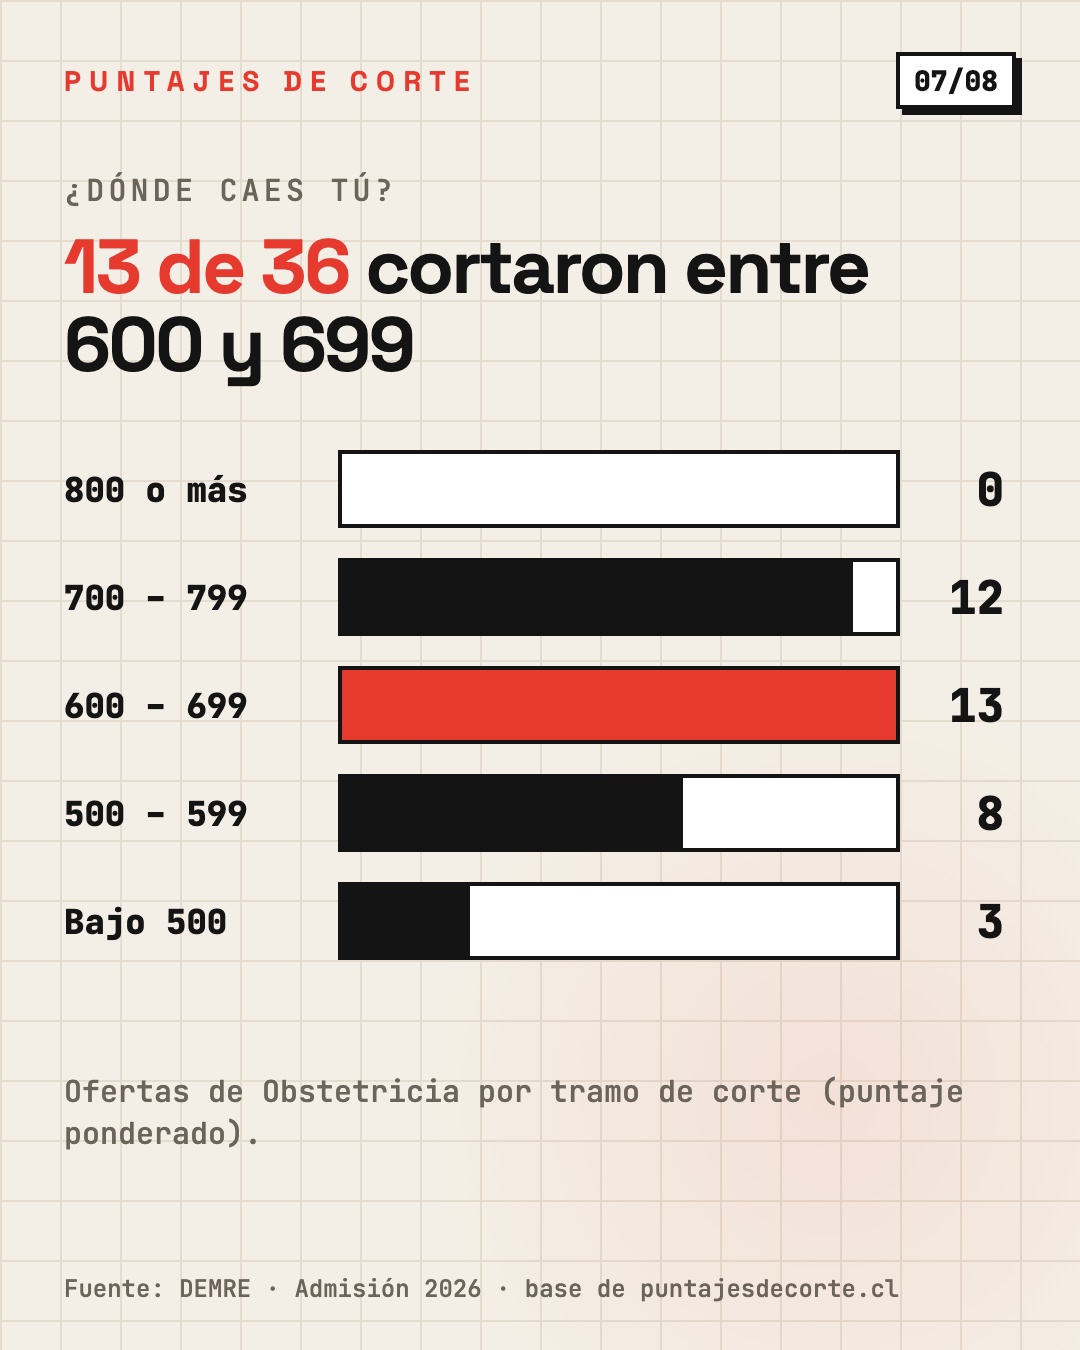 PUNTAJES DE CORTE
07/08
¿DÓNDE CAES TÚ?
13 de 36 cortaron entre
600 y 699
800 o más 0
700 – 799 12
600 – 699 13
500 – 599 8
Bajo 500 3
Ofertas de Obstetricia por tramo de corte (puntaje
ponderado).
Fuente: DEMRE · Admisión 2026 · base de puntajesdecorte.cl